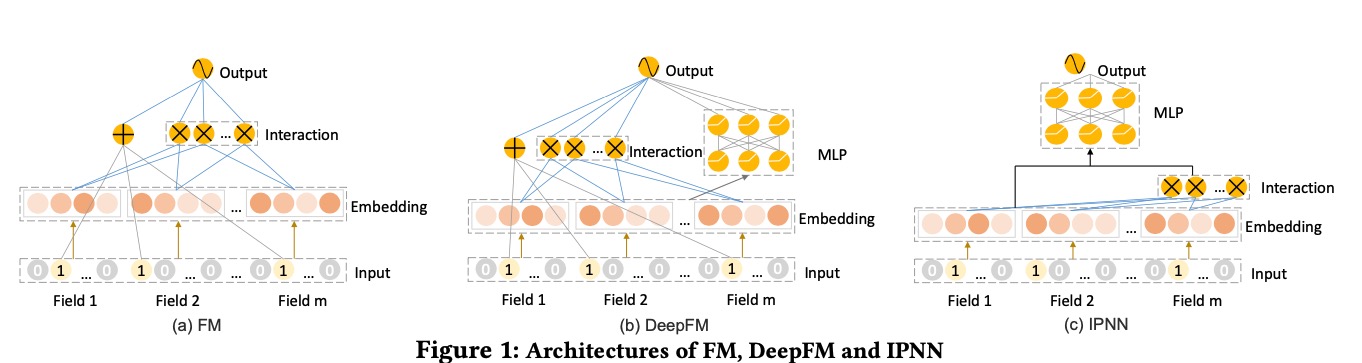 Output
Interaction
...
Embedding
...
0 1 ... 0 1 0 ... 0 ... 0 ... 1 0
Input
Field 1 Field 2 Field m
(a) FM
Output
...
Interaction
MLP
Embedding
...
0 1 ... 0 1 0 ... 0 ... 0 ... 1 0
Input
Field 1 Field 2 Field m
(b) DeepFM
Output
MLP
...
Interaction
Embedding
...
0 1 ... 0 1 0 ... 0 ... 0 ... 1 0
Input
Field 1 Field 2 Field m
(c) IPNN
Figure 1: Architectures of FM, DeepFM and IPNN